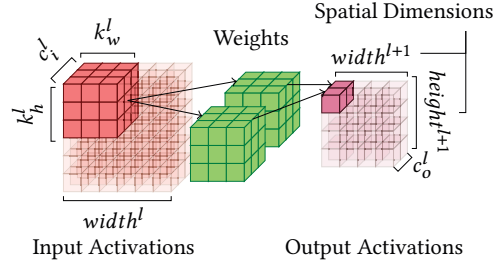 Spatial Dimensions
c_i^l
k_w^l
Weights
width^{l+1}
k_h^l
height^{l+1}
c_o^l
width^l
Input Activations
Output Activations